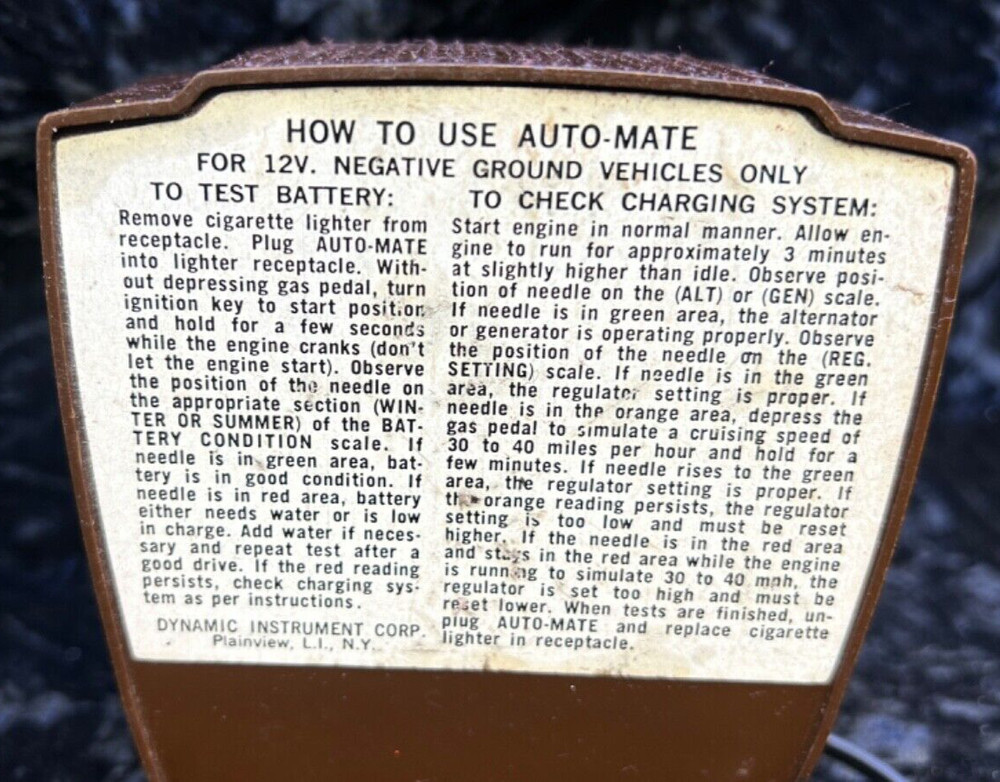 HOW TO USE AUTO-MATE
FOR 12V. NEGATIVE GROUND VEHICLES ONLY
TO TEST BATTERY:
Remove cigarette lighter from
receptacle. Plug AUTO-MATE
into lighter receptacle. With-
out depressing gas pedal, turn
ignition key to start position
and hold for a few seconds
while the engine cranks (don't
let the engine start). Observe
the position of the needle on
the appropriate section (WIN-
TER OR SUMMER) of the BAT-
TERY CONDITION scale. If
needle is in green area, bat-
tery is in good condition. If
needle is in red area, battery
either needs water or is low
in charge. Add water if neces-
sary and repeat test after a
good drive. If the red reading
persists, check charging sys-
tem as per instructions.
DYNAMIC INSTRUMENT CORP.
Plainview, L.I., N.Y.
TO CHECK CHARGING SYSTEM:
Start engine in normal manner. Allow en-
gine to run for approximately 3 minutes
at slightly higher than idle. Observe posi-
tion of needle on the (ALT) or (GEN) scale.
If needle is in green area, the alternator
or generator is operating properly. Observe
the position of the needle on the (REG.
SETTING) scale. If needle is in the green
area, the regulator setting is proper. If
needle is in the orange area, depress the
gas pedal to simulate a cruising speed of
30 to 40 miles per hour and hold for a
few minutes. If needle rises to the green
area, the regulator setting is proper. If
the orange reading persists, the regulator
setting is too low and must be reset
higher. If the needle is in the red area
and stays in the red area while the engine
is running to simulate 30 to 40 mph, the
regulator is set too high and must be
reset lower. When tests are finished, un-
plug AUTO-MATE and replace cigarette
lighter in receptacle.